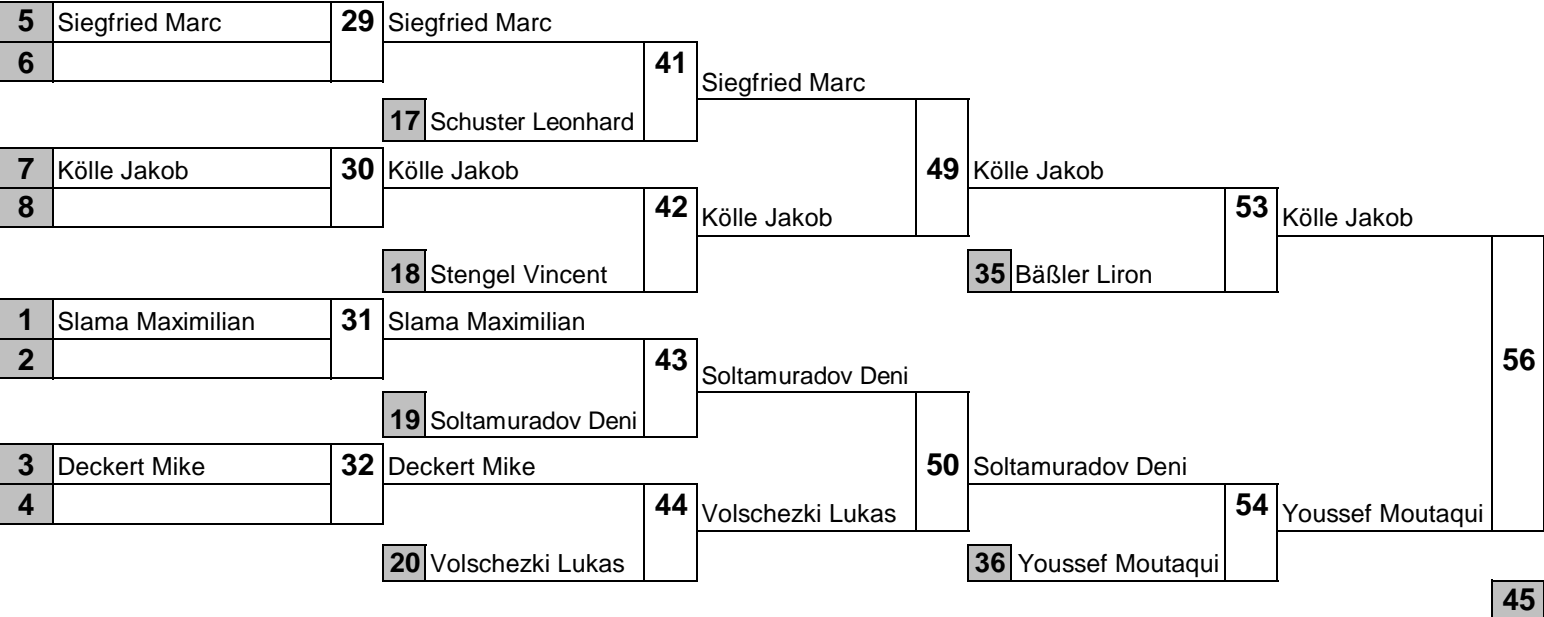 5 Siegfried Marc 29 Siegfried Marc
6 41
Siegfried Marc
17 Schuster Leonhard
7 Kölle Jakob 30 Kölle Jakob 49 Kölle Jakob
8 42 Kölle Jakob 53 Kölle Jakob
18 Stengel Vincent 35 Bäßler Liron
1 Slama Maximilian 31 Slama Maximilian
2 43 56
Soltamuradov Deni
19 Soltamuradov Deni
3 Deckert Mike 32 Deckert Mike 50 Soltamuradov Deni
4 44 Volschezki Lukas 54 Youssef Moutaqui
20 Volschezki Lukas 36 Youssef Moutaqui
45